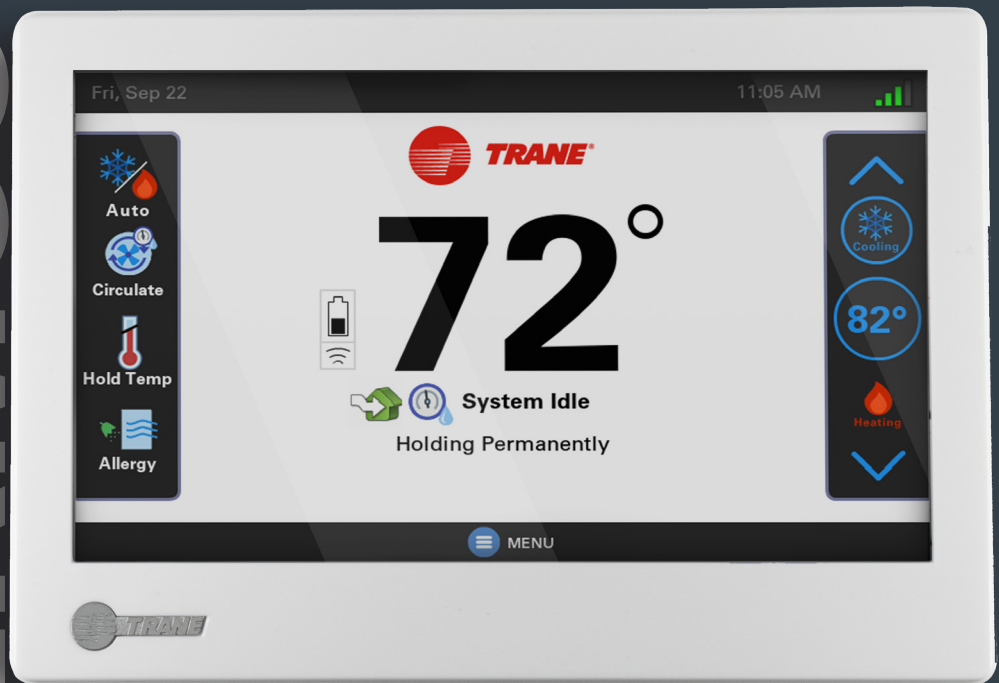 Fri, Sep 22
11:05 AM
TRANE®
Auto
Circulate
Hold Temp
Allergy
72°
System Idle
Holding Permanently
Cooling
82°
Heating
MENU
TRANE